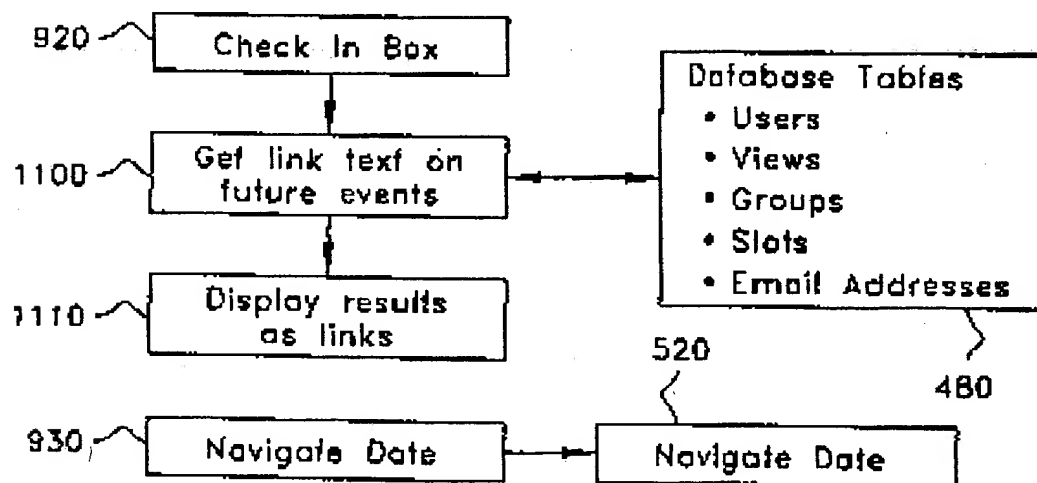 920
Check In Box
1100
Get link text on
future events
1110
Display results
as links
Database Tables
• Users
• Views
• Groups
• Slots
• Email Addresses
480
520
930
Navigate Date
Navigate Date